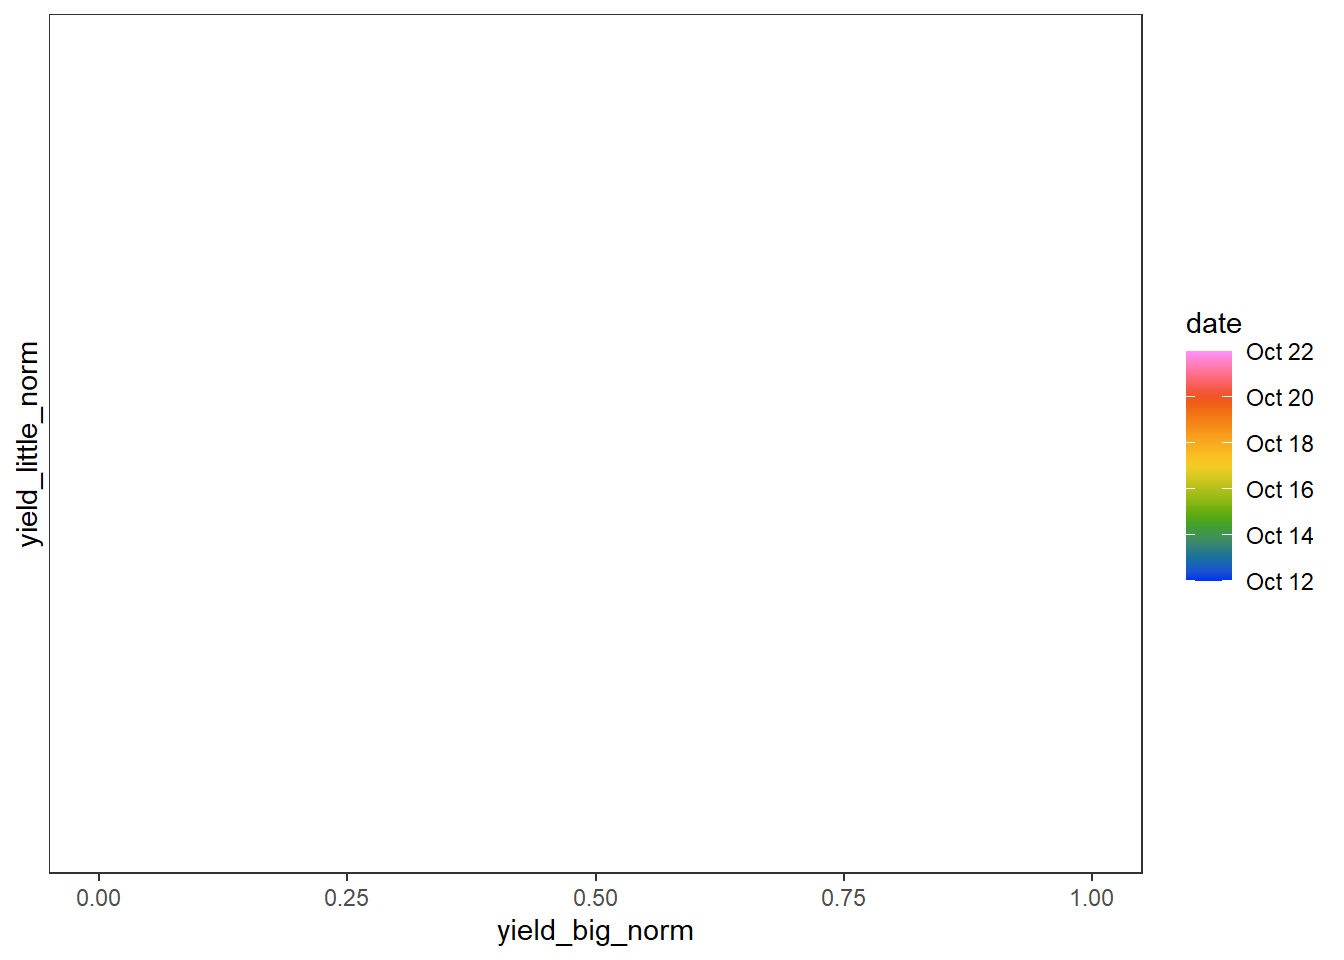 yield_little_norm
0.00 0.25 0.50 0.75 1.00
yield_big_norm
date
Oct 22
Oct 20
Oct 18
Oct 16
Oct 14
Oct 12